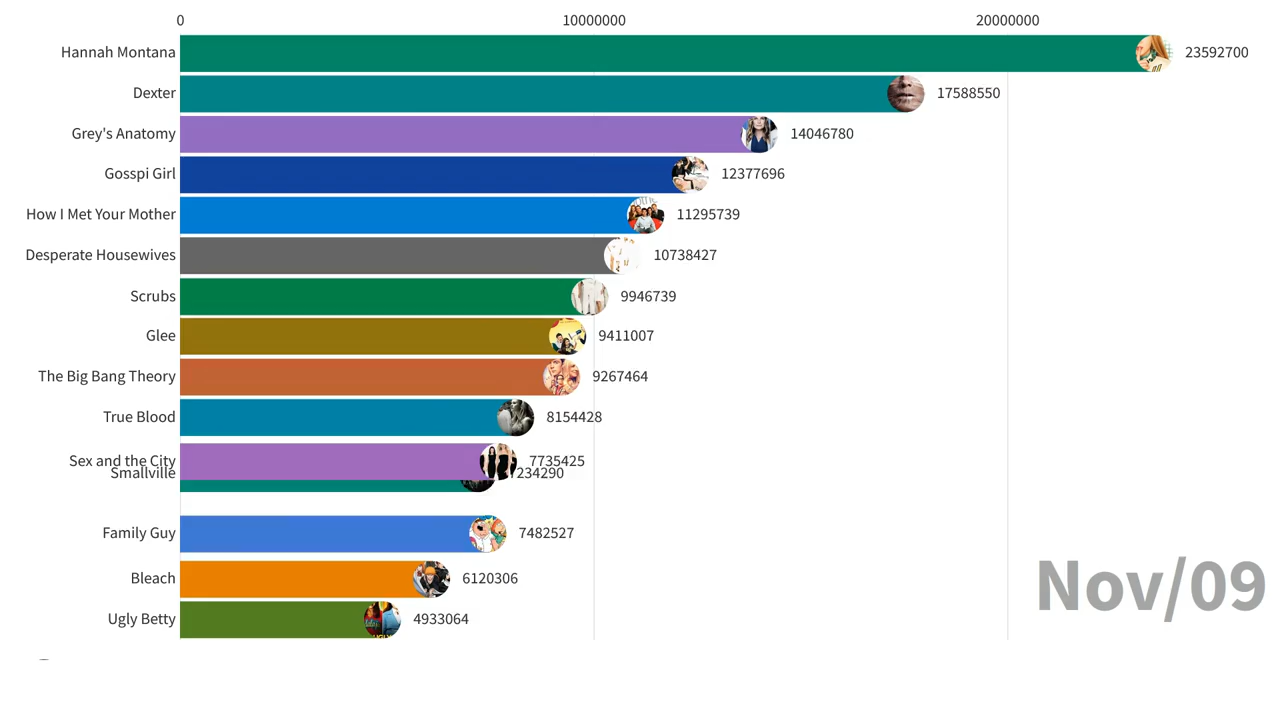 0 10000000 20000000
Hannah Montana 23592700
Dexter 17588550
Grey's Anatomy 14046780
Gosspi Girl 12377696
How I Met Your Mother 11295739
Desperate Housewives 10738427
Scrubs 9946739
Glee 9411007
The Big Bang Theory 9267464
True Blood 8154428
Sex and the City 7735425
Smallville 234290
Family Guy 7482527
Bleach 6120306
Ugly Betty 4933064
Nov/09